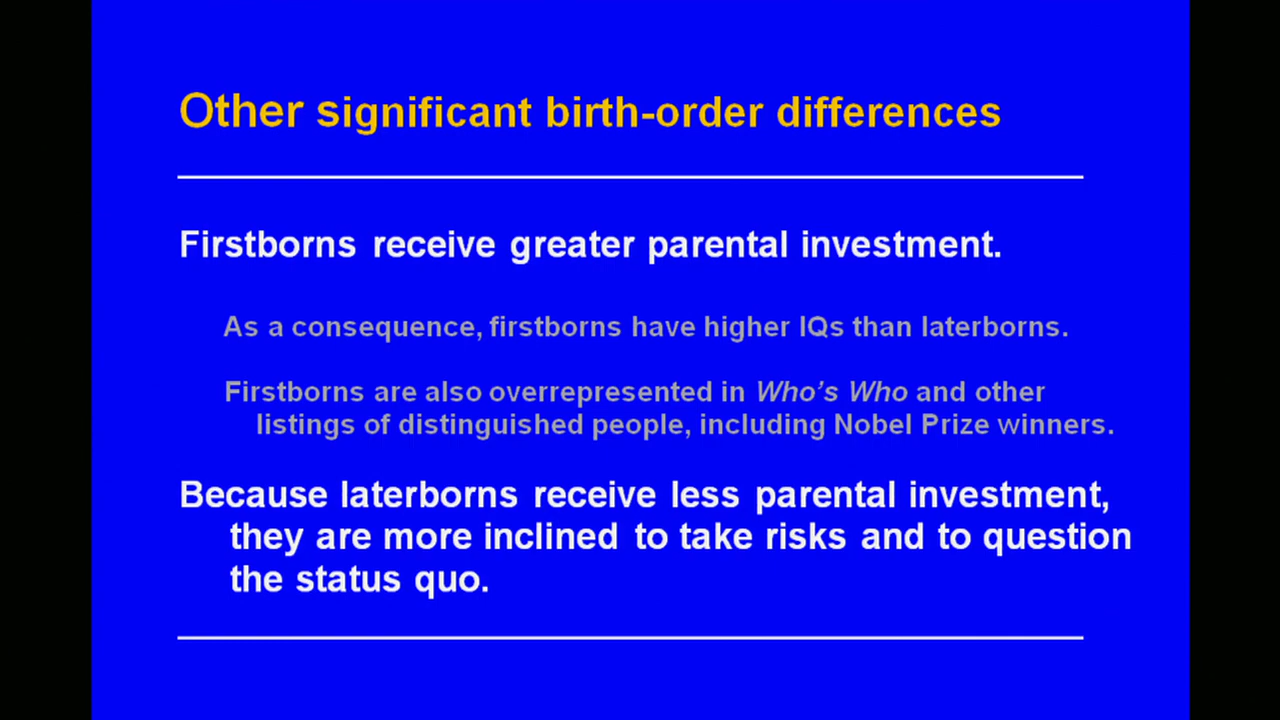 Other significant birth-order differences
Firstborns receive greater parental investment.
As a consequence, firstborns have higher IQs than laterborns.
Firstborns are also overrepresented in Who's Who and other
listings of distinguished people, including Nobel Prize winners.
Because laterborns receive less parental investment,
they are more inclined to take risks and to question
the status quo.